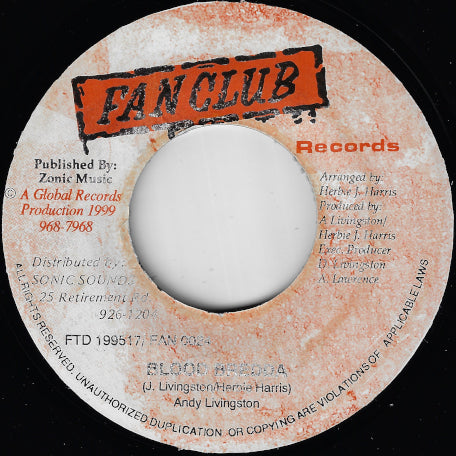 FAN CLUB
Records
Published By:
Zonic Music
© A Global Records
Production 1999
968-7968
Distributed by:
SONIC SOUNDS
25 Retirement Rd.
926-1204
Arranged by:
Herbie J. Harris
Produced by:
A Livingston/
Herbie J. Harris
Exec. Producer
D. Livingston
A. Lawrence
FTD 199517/ FAN
BLOOD
(J. Livingston/Herbie Harris)
Andy Livingston
ALL RIGHTS RESERVED. UNAUTHORIZED DUPLICATION OR COPYING ARE VIOLATIONS OF APPLICABLE LAWS